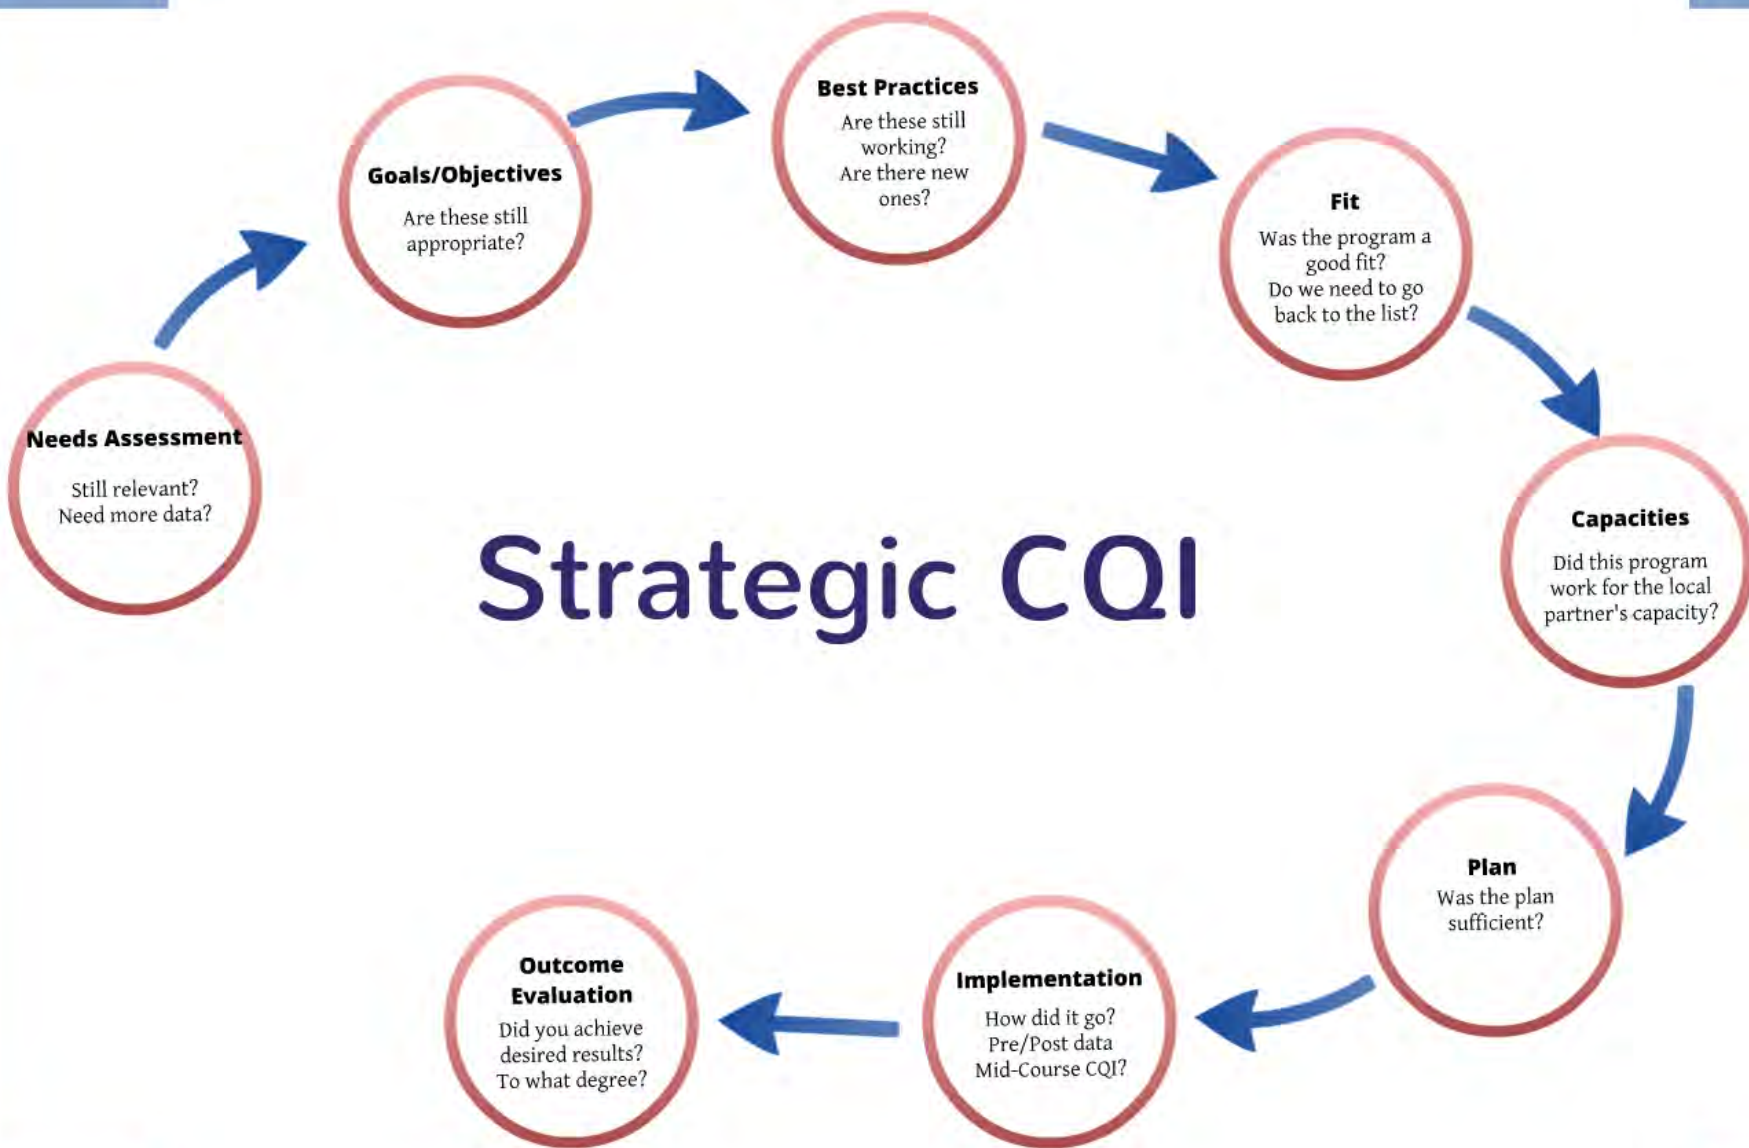 Needs Assessment
Still relevant?
Need more data?
Goals/Objectives
Are these still
appropriate?
Best Practices
Are these still
working?
Are there new
ones?
Fit
Was the program a
good fit?
Do we need to go
back to the list?
Capacities
Did this program
work for the local
partner's capacity?
Plan
Was the plan
sufficient?
Implementation
How did it go?
Pre/Post data
Mid-Course CQI?
Outcome
Evaluation
Did you achieve
desired results?
To what degree?
Strategic CQI